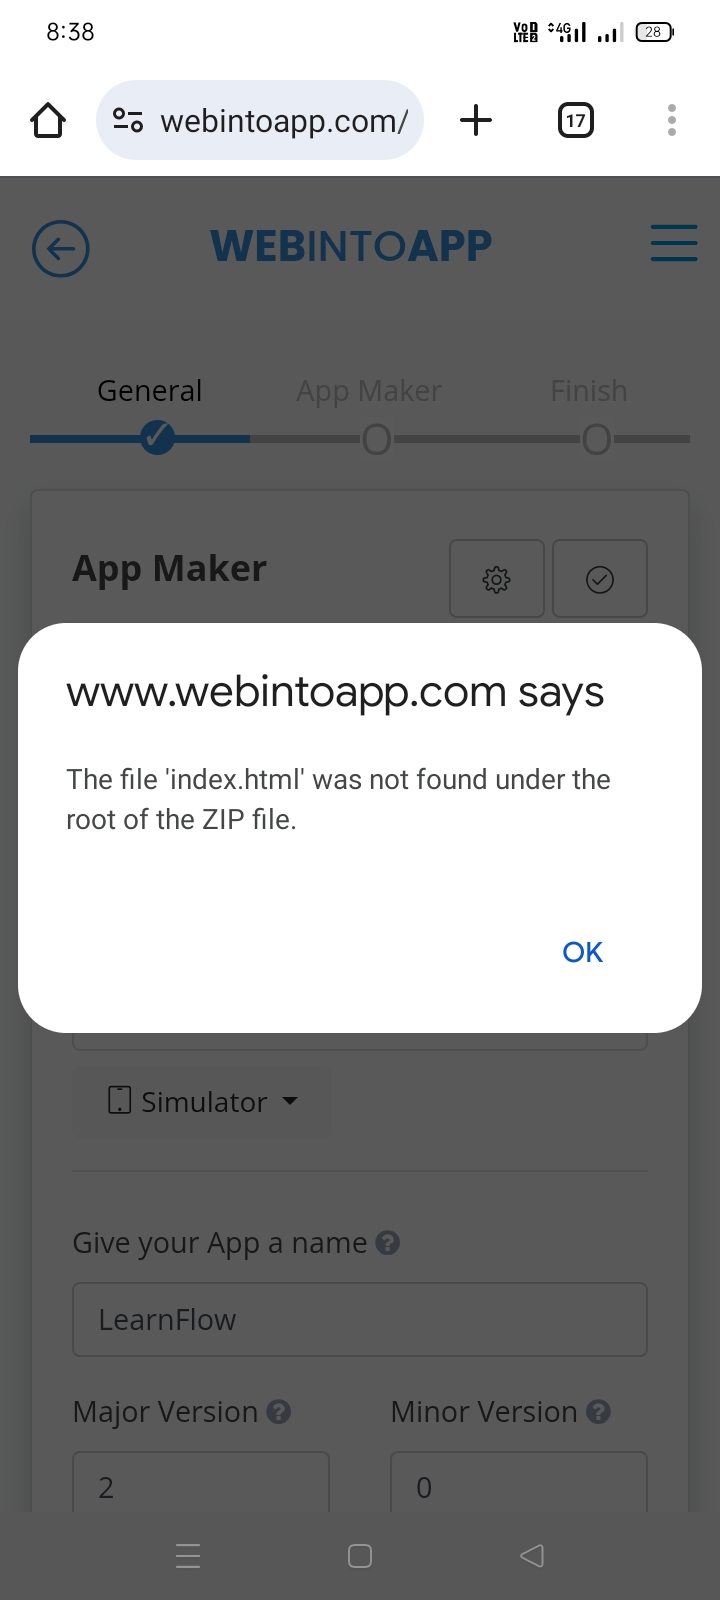 8:38
VoD LTE2 4G 28
webintoapp.com/
17
WEBINTOAPP
General App Maker Finish
App Maker
www.webintoapp.com says
The file 'index.html' was not found under the
root of the ZIP file.
OK
Simulator
Give your App a name ?
LearnFlow
Major Version ? Minor Version ?
2 0